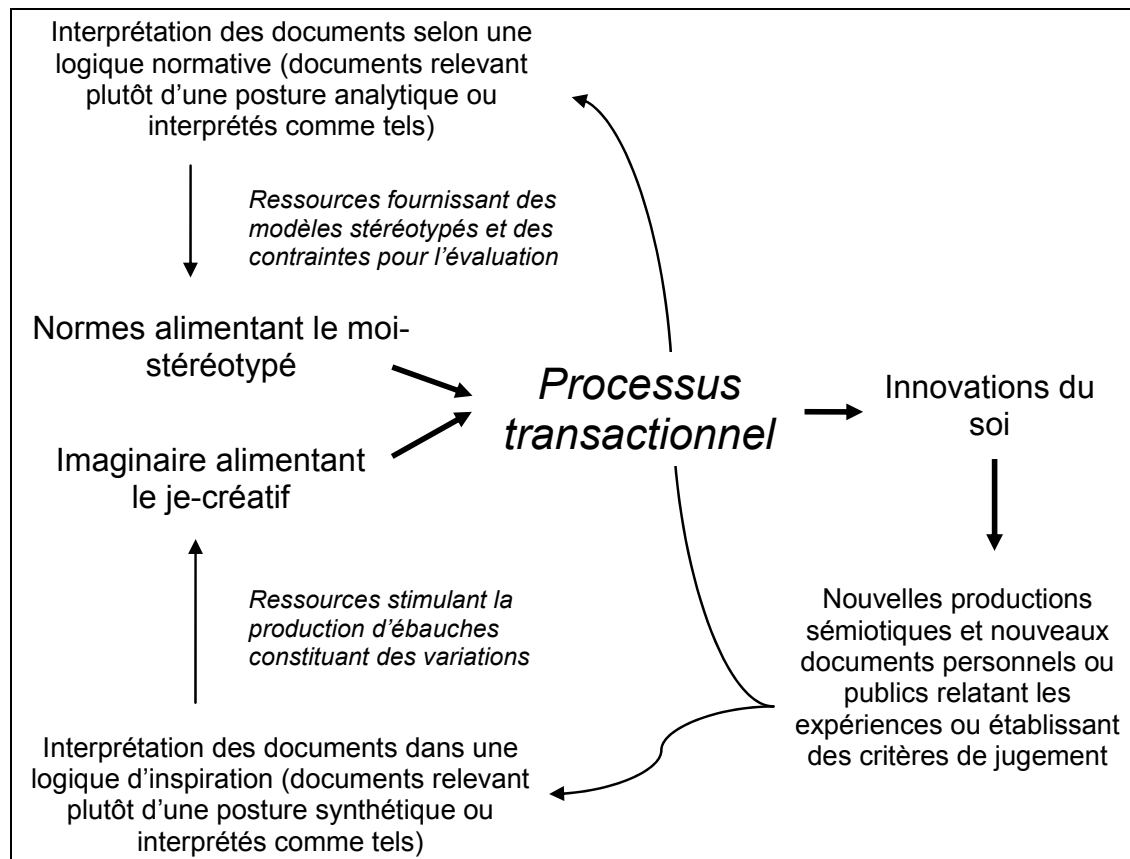 Interprétation des documents selon une
logique normative (documents relevant
plutôt d’une posture analytique ou
interprétés comme tels)
Ressources fournissant des
modèles stéréotypés et des
contraintes pour l’évaluation
Normes alimentant le moi-
stéréotypé
Imaginaire alimentant
le je-créatif
Processus
transactionnel
Innovations du
soi
Ressources stimulant la
production d’ébauches
constituant des variations
Interprétation des documents dans une
logique d’inspiration (documents relevant
plutôt d’une posture synthétique ou
interprétés comme tels)
Nouvelles productions
sémiotiques et nouveaux
documents personnels ou
publics relatant les
expériences ou établissant
des critères de jugement